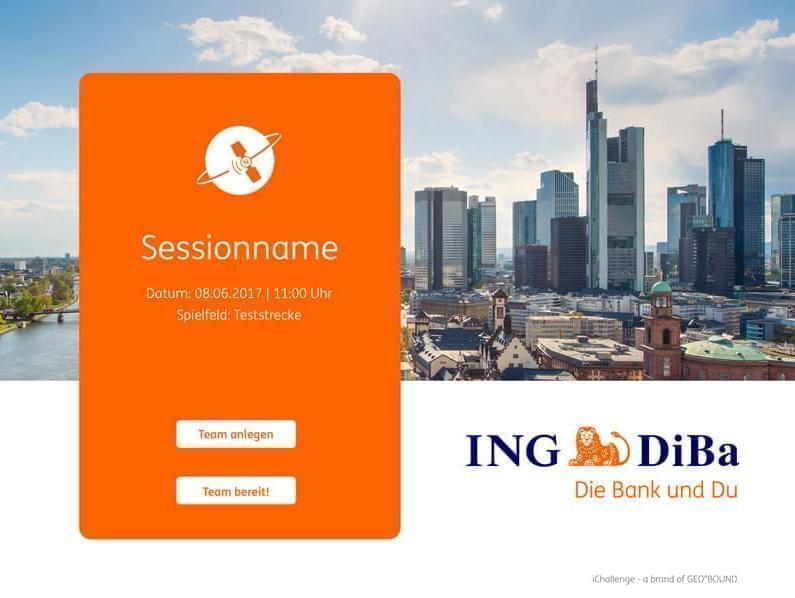 Sessionname
Datum: 08.06.2017 | 11:00 Uhr
Spielfeld: Teststrecke
Team anlegen
Team bereit!
ING DiBa
Die Bank und Du
iChallenge - a brand of GEO°BOUND